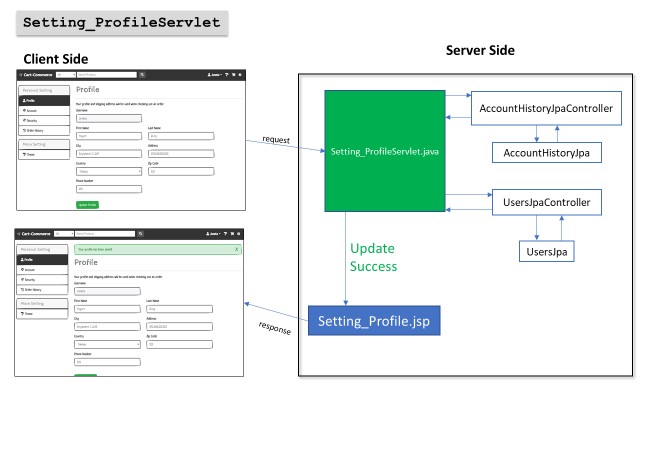 Setting_ProfileServlet
Client Side
Server Side
Cart-Commerce
Personal Setting
Profile
Account
Security
Order History
More Setting
Theme
Profile
Your profile and shipping address will be used when checking out an order
Username
First Name
Last Name
City
Address
Country
Zip Code
Phone Number
Update Profile
request
Setting_ProfileServlet.java
AccountHistoryJpaController
AccountHistoryJpa
UsersJpaController
UsersJpa
Update
Success
Setting_Profile.jsp
response
Cart-Commerce
Personal Setting
Profile
Account
Security
Order History
More Setting
Theme
Your profile has been saved
X
Profile
Your profile and shipping address will be used when checking out an order
Username
First Name
Last Name
City
Address
Country
Zip Code
Phone Number